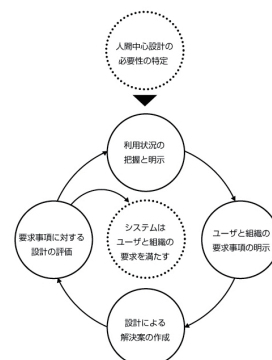 人間中心設計の
必要性の特定
利用状況の
把握と明示
要求事項に対する
設計の評価
システムは
ユーザと組織の
要求を満たす
ユーザと組織の
要求事項の明示
設計による
解決案の作成